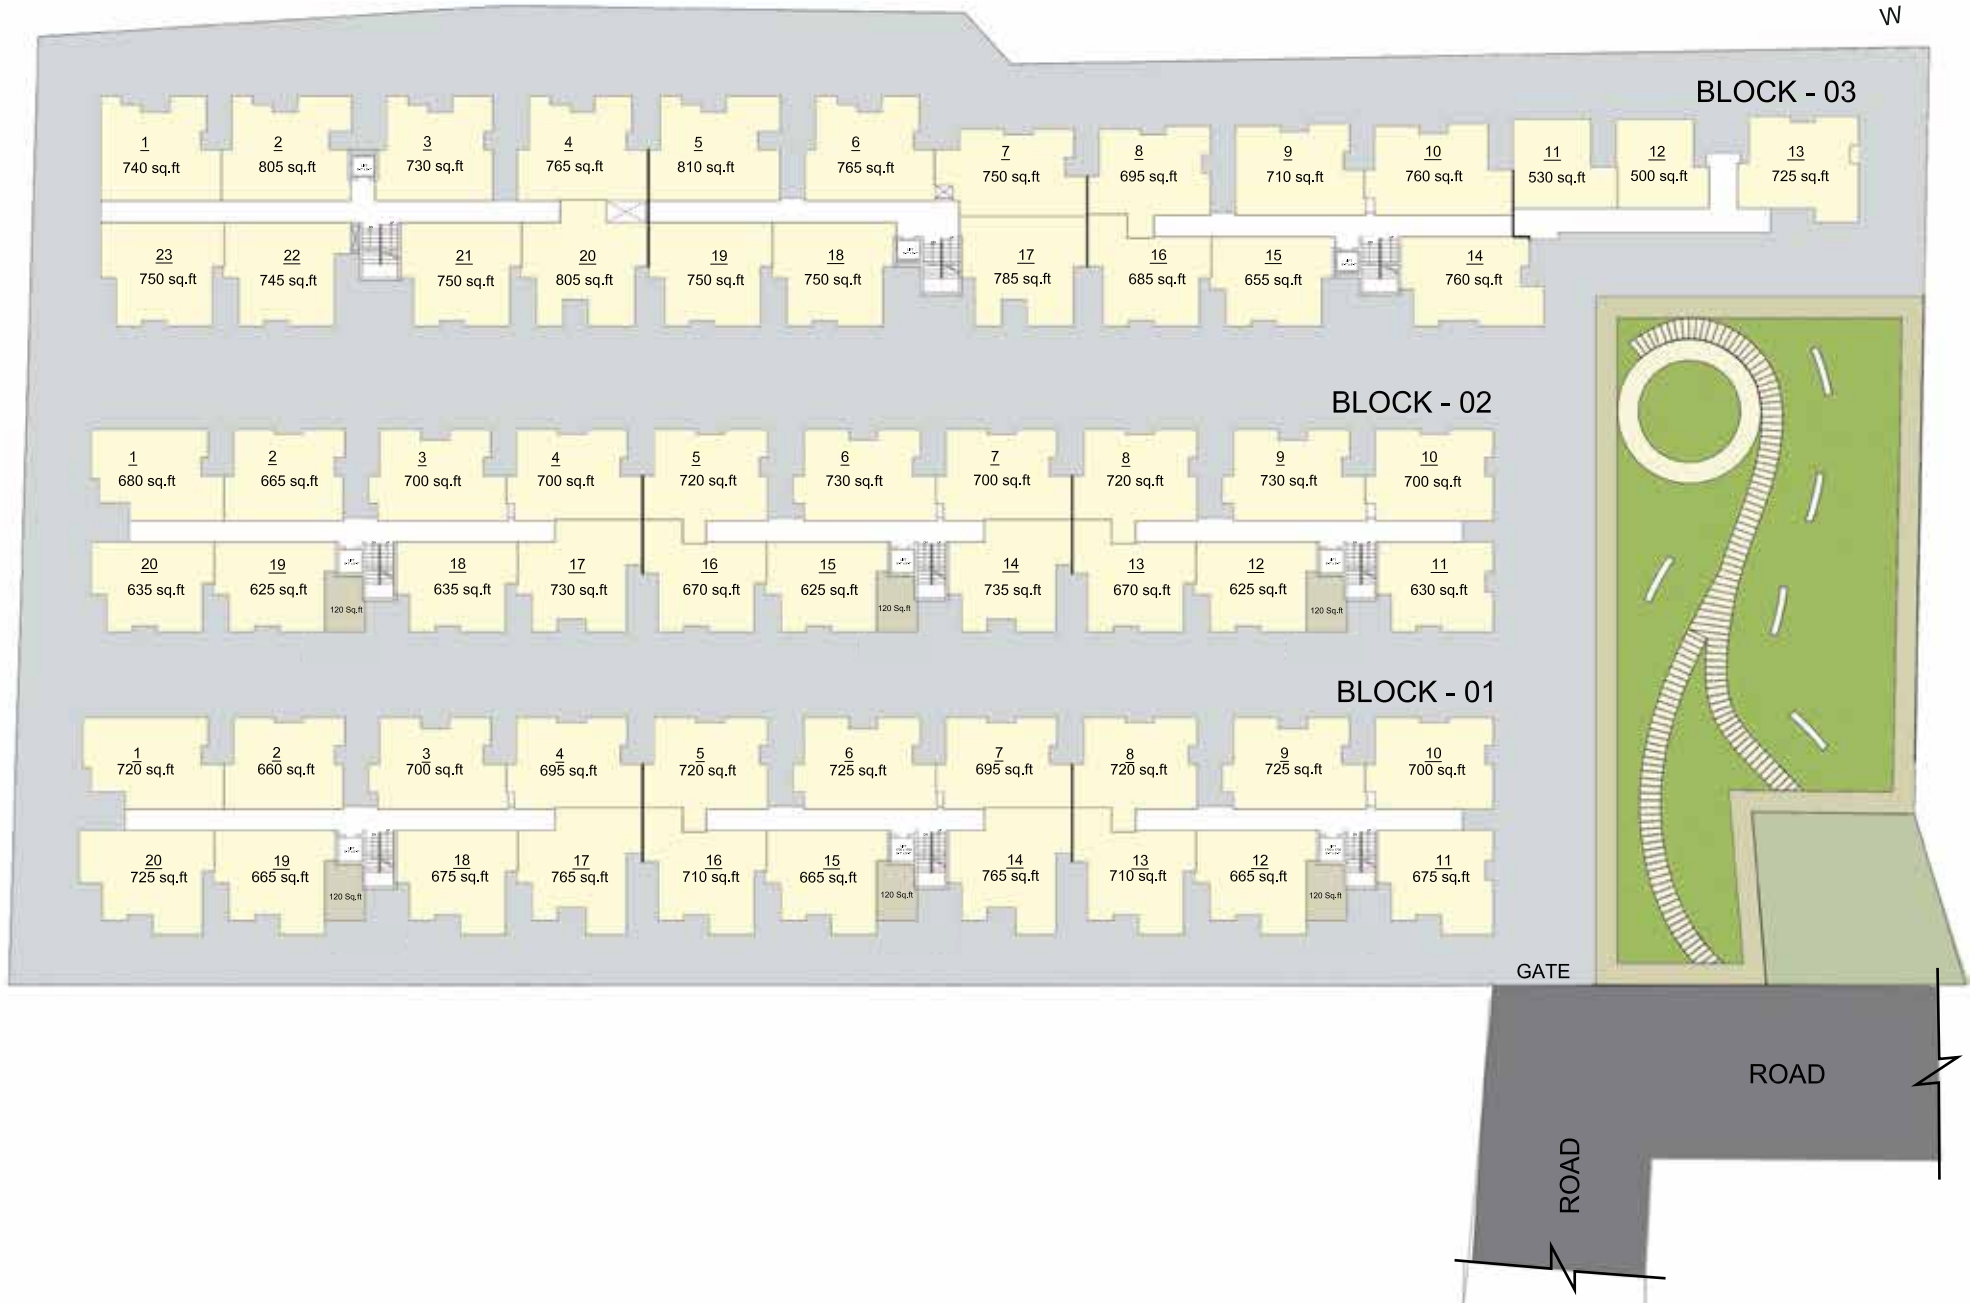 W
BLOCK - 03
1
740 sq.ft
2
805 sq.ft
3
730 sq.ft
4
765 sq.ft
5
810 sq.ft
6
765 sq.ft
7
750 sq.ft
8
695 sq.ft
9
710 sq.ft
10
760 sq.ft
11
530 sq.ft
12
500 sq.ft
13
725 sq.ft
23
750 sq.ft
22
745 sq.ft
21
750 sq.ft
20
805 sq.ft
19
750 sq.ft
18
750 sq.ft
17
785 sq.ft
16
685 sq.ft
15
655 sq.ft
14
760 sq.ft
BLOCK - 02
1
680 sq.ft
2
665 sq.ft
3
700 sq.ft
4
700 sq.ft
5
720 sq.ft
6
730 sq.ft
7
700 sq.ft
8
720 sq.ft
9
730 sq.ft
10
700 sq.ft
20
635 sq.ft
19
625 sq.ft
120 Sq.ft
18
635 sq.ft
17
730 sq.ft
16
670 sq.ft
15
625 sq.ft
120 Sq.ft
14
735 sq.ft
13
670 sq.ft
12
625 sq.ft
120 Sq.ft
11
630 sq.ft
BLOCK - 01
1
720 sq.ft
2
660 sq.ft
3
700 sq.ft
4
695 sq.ft
5
720 sq.ft
6
725 sq.ft
7
695 sq.ft
8
720 sq.ft
9
725 sq.ft
10
700 sq.ft
20
725 sq.ft
19
665 sq.ft
120 Sq.ft
18
675 sq.ft
17
765 sq.ft
16
710 sq.ft
15
665 sq.ft
120 Sq.ft
14
765 sq.ft
13
710 sq.ft
12
665 sq.ft
120 Sq.ft
11
675 sq.ft
GATE
ROAD
ROAD